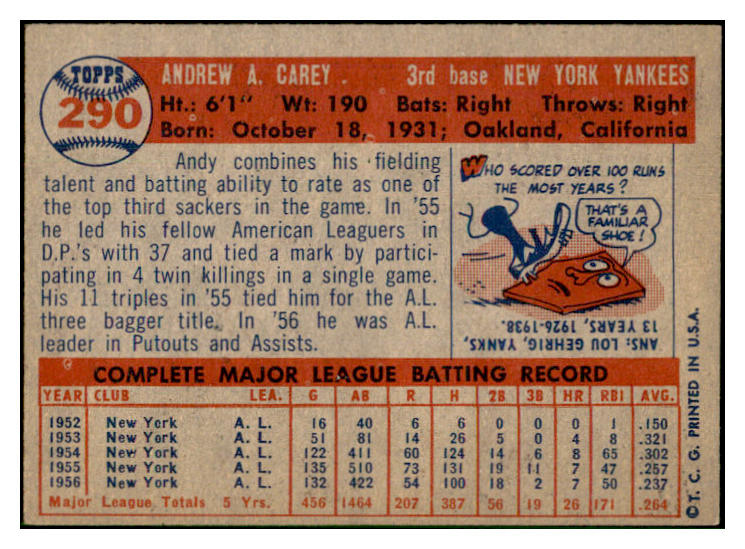 TOPPS
290
ANDREW A. CAREY . 3rd base NEW YORK YANKEES
Ht.: 6'1" Wt: 190 Bats: Right Throws: Right
Born: October 18, 1931; Oakland, California
Andy combines his fielding
talent and batting ability to rate as one of
the top third sackers in the game. In '55
he led his fellow American Leaguers in
D.P.'s with 37 and tied a mark by partici-
pating in 4 twin killings in a single game.
His 11 triples in '55 tied him for the A.L.
three bagger title. In '56 he was A.L.
leader in Putouts and Assists.
WHO SCORED OVER 100 RUNS
THE MOST YEARS?
THAT'S A
FAMILIAR
SHOE!
ANS: LOU GEHRIG, YANKS,
13 YEARS, 1926-1938.
COMPLETE MAJOR LEAGUE BATTING RECORD
YEAR CLUB LEA. G AB R H 2B 3B HR RBI AVG.
1952 New York A. L. 16 40 6 6 0 0 0 1 .150
1953 New York A. L. 51 81 14 26 5 0 4 8 .321
1954 New York A. L. 122 411 60 124 14 6 8 65 .302
1955 New York A. L. 135 510 73 131 19 11 7 47 .257
1956 New York A. L. 132 422 54 100 18 2 7 50 .237
Major League Totals 5 Yrs. 456 1464 207 387 56 19 26 171 .264
©T. C. G. PRINTED IN U.S.A.